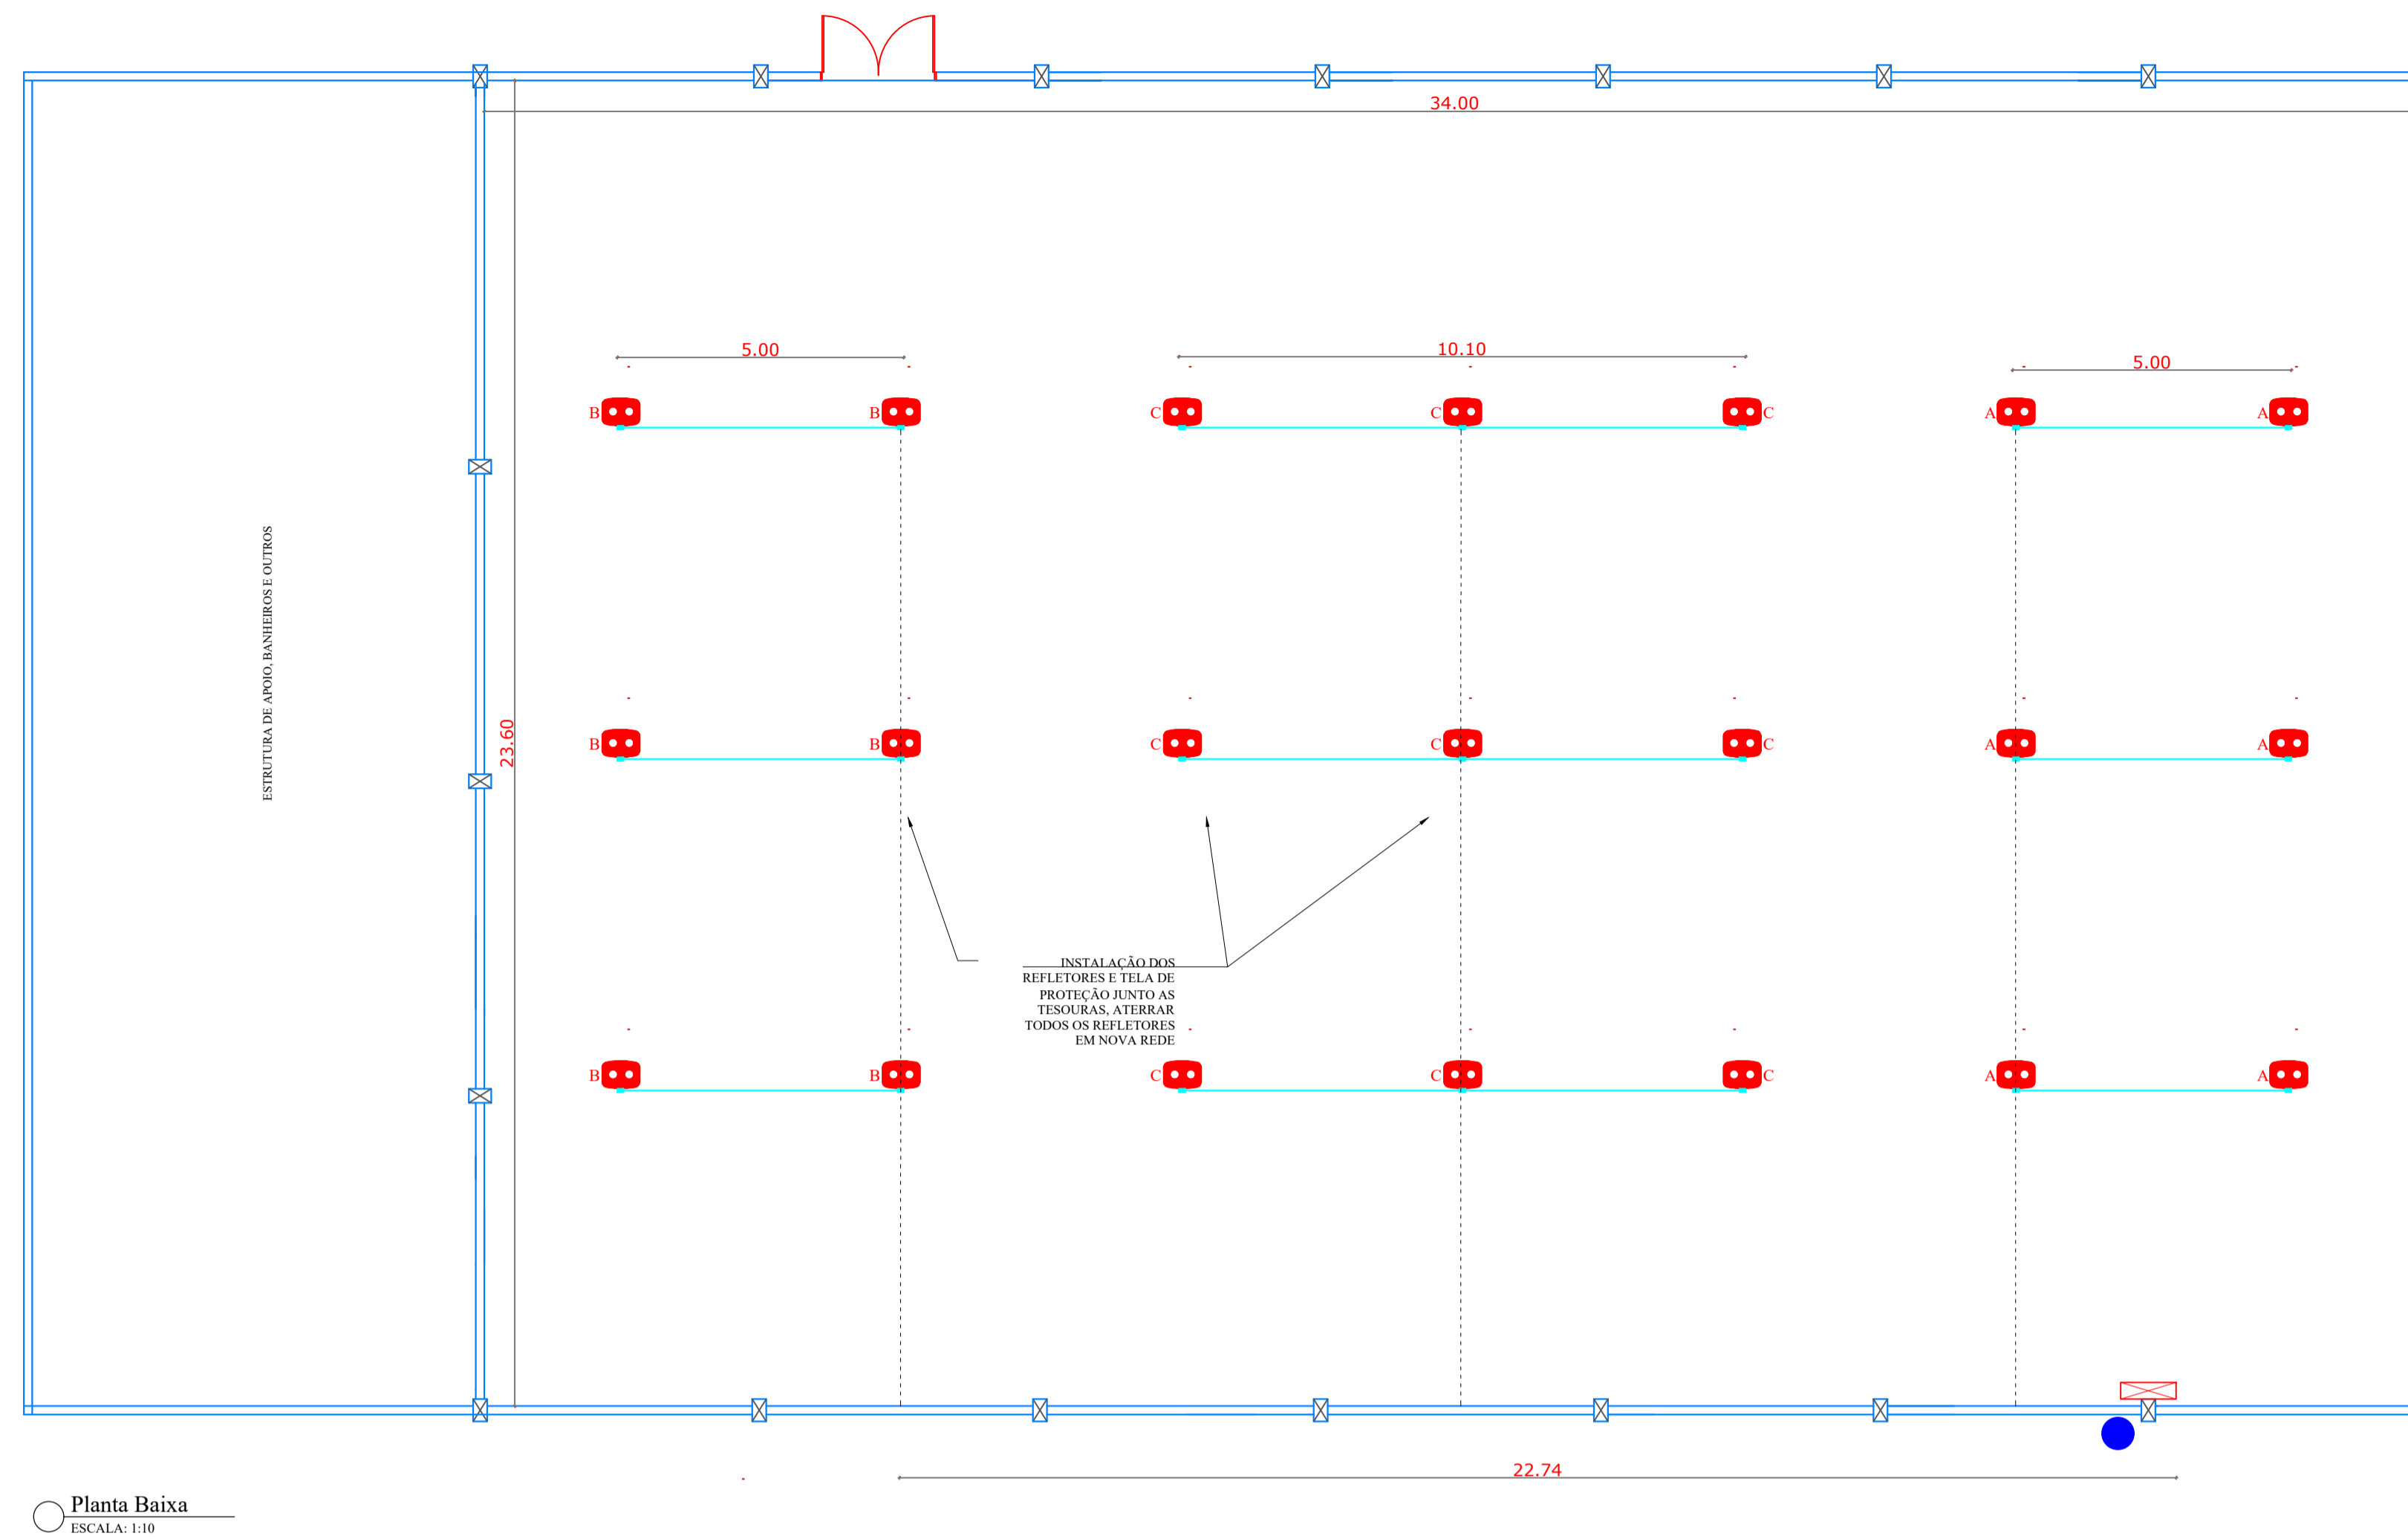 34.00
5.00
10.10
5.00
B
B
C
C
C
A
A
ESTRUTURA DE APOIO, BANHEIROS E OUTROS
23.60
B
B
C
C
C
A
A
INSTALAÇÃO DOS
REFLETORES E TELA DE
PROTEÇÃO JUNTO AS
TESOURAS, ATERRAR
TODOS OS REFLETORES
EM NOVA REDE
B
B
C
C
C
A
A
22.74
Planta Baixa
ESCALA: 1:10